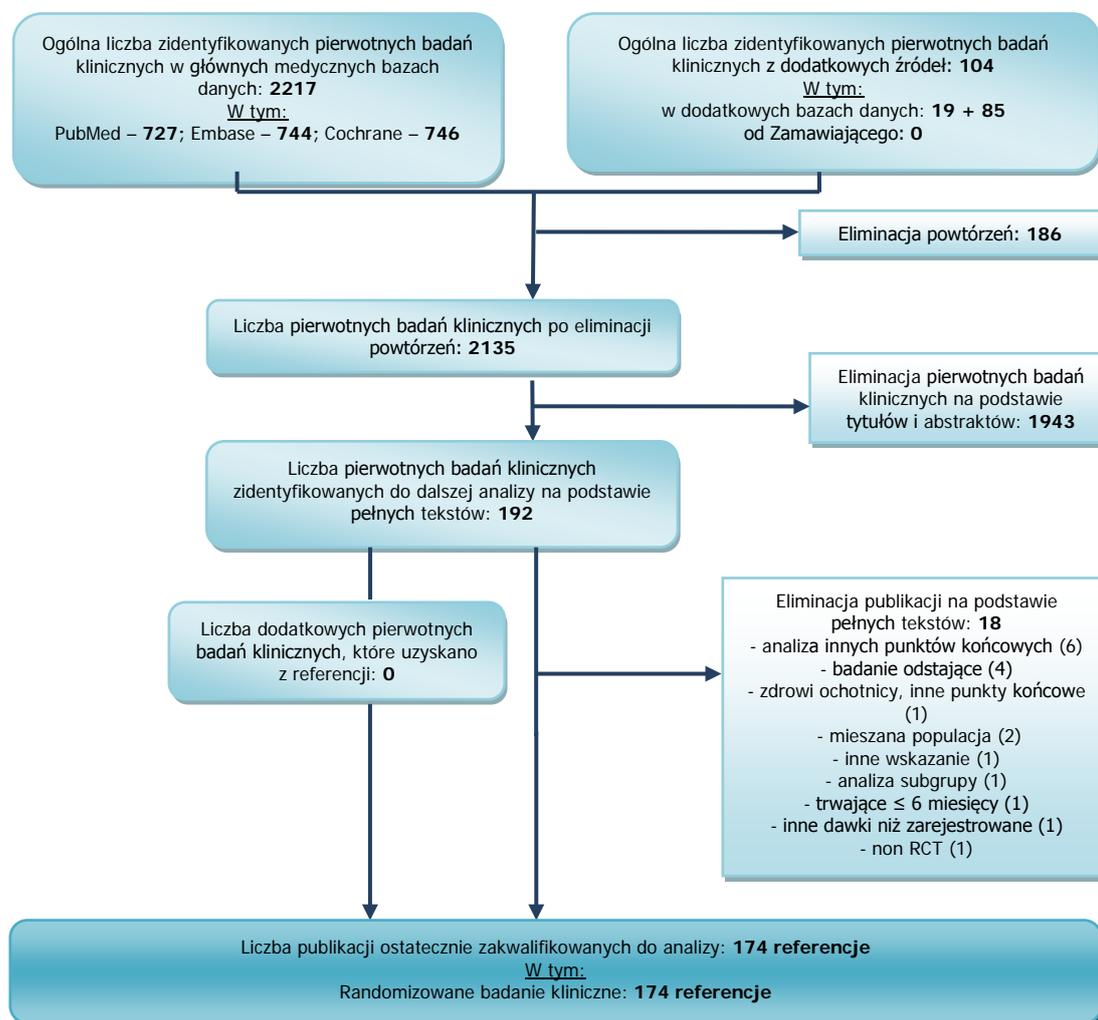 Ogólna liczba zidentyfikowanych pierwotnych badań
klinicznych w głównych medycznych bazach
danych: 2217
W tym:
PubMed – 727; Embase – 744; Cochrane – 746
Ogólna liczba zidentyfikowanych pierwotnych badań
klinicznych z dodatkowych źródeł: 104
W tym:
w dodatkowych bazach danych: 19 + 85
od Zamawiającego: 0
Eliminacja powtórzeń: 186
Liczba pierwotnych badań klinicznych po eliminacji
powtórzeń: 2135
Eliminacja pierwotnych badań
klinicznych na podstawie
tytułów i abstraktów: 1943
Liczba pierwotnych badań klinicznych
zidentyfikowanych do dalszej analizy na podstawie
pełnych tekstów: 192
Liczba dodatkowych pierwotnych
badań klinicznych, które uzyskano
z referencji: 0
Eliminacja publikacji na podstawie
pełnych tekstów: 18
- analiza innych punktów końcowych (6)
- badanie odstające (4)
- zdrowi ochotnicy, inne punkty końcowe
(1)
- mieszana populacja (2)
- inne wskazanie (1)
- analiza subgrupy (1)
- trwające ≤ 6 miesięcy (1)
- inne dawki niż zarejestrowane (1)
- non RCT (1)
Liczba publikacji ostatecznie zakwalifikowanych do analizy: 174 referencje
W tym:
Randomizowane badanie kliniczne: 174 referencje